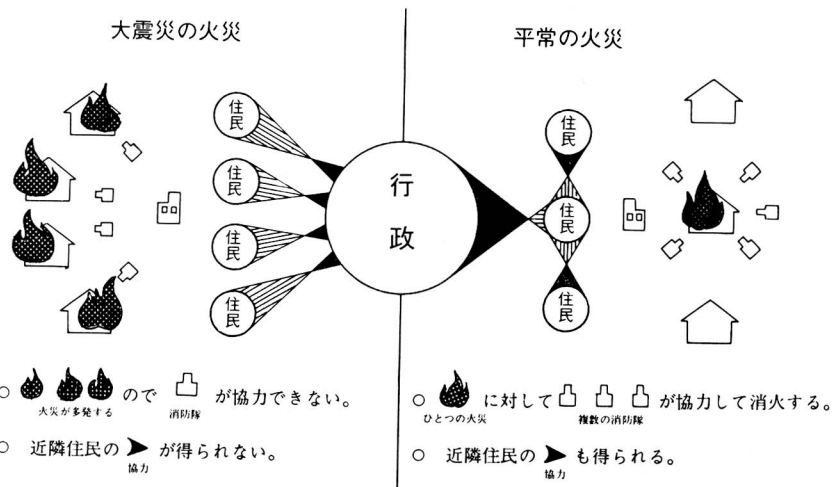 大震災の火災
平常の火災
住民
住民
住民
住民
行政
住民
住民
住民
○ ので が協力できない。
火災が多発する 消防隊
○ 近隣住民の が得られない。
協力
○ に対して が協力して消火する。
ひとつの火災 複数の消防隊
○ 近隣住民の も得られる。
協力